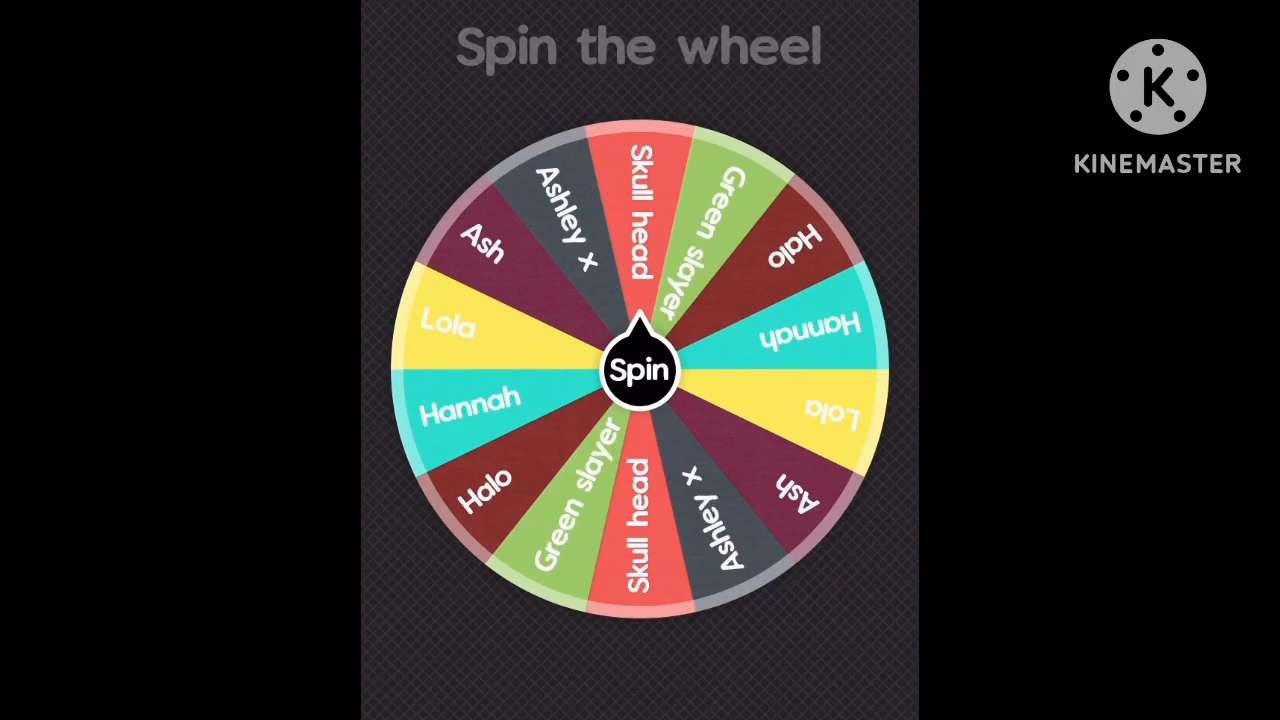 Spin the wheel
K
KINEMASTER
Skull head
Green slayer
Halo
Hannah
Lola
Ash
Ashley x
Skull head
Green slayer
Halo
Hannah
Lola
Ash
Ashley x
Spin